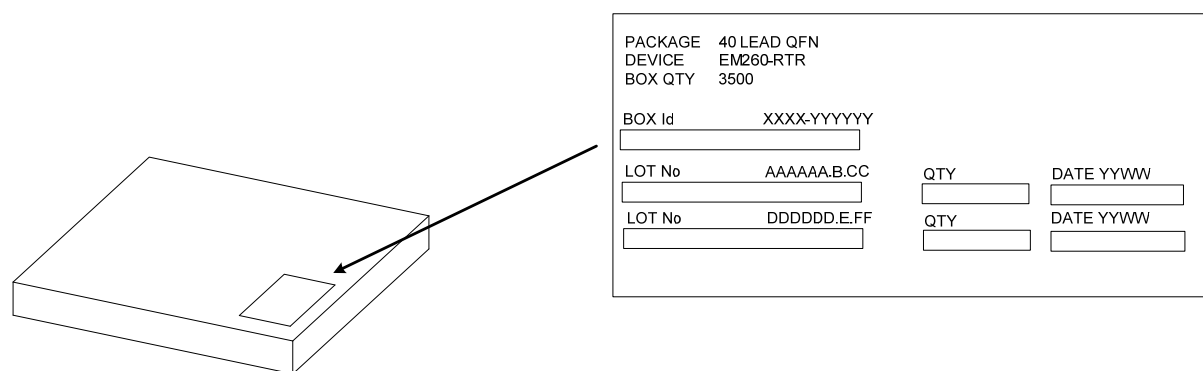 PACKAGE 40 LEAD QFN
DEVICE EM260-RTR
BOX QTY 3500
BOX Id XXXX-YYYYYY
LOT No AAAAAA.B.CC QTY DATE YYWW
LOT No DDDDDD.E.FF QTY DATE YYWW